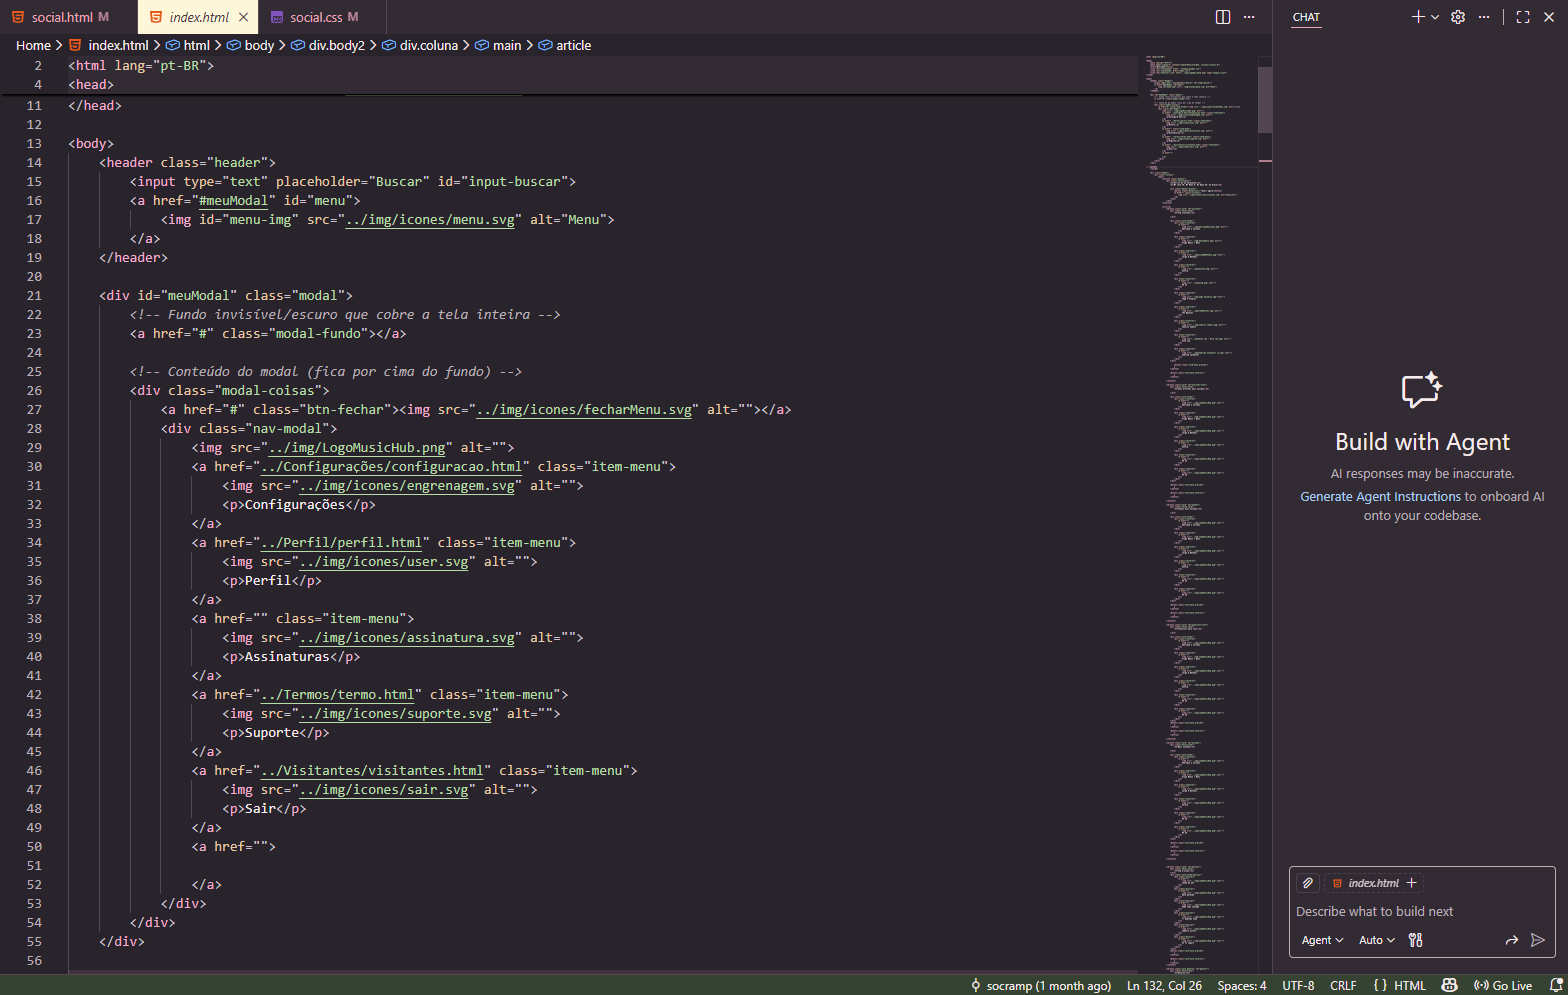 social.html M index.html social.css M
CHAT
Home > index.html > html > body > div.body2 > div.coluna > main > article
2 <html lang="pt-BR">
4 <head>
11 </head>
12
13 <body>
14 <header class="header">
15 <input type="text" placeholder="Buscar" id="input-buscar">
16 <a href="#meuModal" id="menu">
17 <img id="menu-img" src="../img/icones/menu.svg" alt="Menu">
18 </a>
19 </header>
20
21 <div id="meuModal" class="modal">
22 <!-- Fundo invisível/escuro que cobre a tela inteira -->
23 <a href="#" class="modal-fundo"></a>
24
25 <!-- Conteúdo do modal (fica por cima do fundo) -->
26 <div class="modal-coisas">
27 <a href="#" class="btn-fechar"><img src="../img/icones/fecharMenu.svg" alt=""></a>
28 <div class="nav-modal">
29 <img src="../img/LogoMusicHub.png" alt="">
30 <a href="../Configurações/configuracao.html" class="item-menu">
31 <img src="../img/icones/engrenagem.svg" alt="">
32 <p>Configurações</p>
33 </a>
34 <a href="../Perfil/perfil.html" class="item-menu">
35 <img src="../img/icones/user.svg" alt="">
36 <p>Perfil</p>
37 </a>
38 <a href="" class="item-menu">
39 <img src="../img/icones/assinatura.svg" alt="">
40 <p>Assinaturas</p>
41 </a>
42 <a href="../Termos/termo.html" class="item-menu">
43 <img src="../img/icones/suporte.svg" alt="">
44 <p>Suporte</p>
45 </a>
46 <a href="../Visitantes/visitantes.html" class="item-menu">
47 <img src="../img/icones/sair.svg" alt="">
48 <p>Sair</p>
49 </a>
50 <a href="">
51
52 </a>
53 </div>
54 </div>
55 </div>
56
Build with Agent
AI responses may be inaccurate.
Generate Agent Instructions to onboard AI
onto your codebase.
index.html
Describe what to build next
Agent Auto
socramp (1 month ago) Ln 132, Col 26 Spaces: 4 UTF-8 CRLF { } HTML Go Live